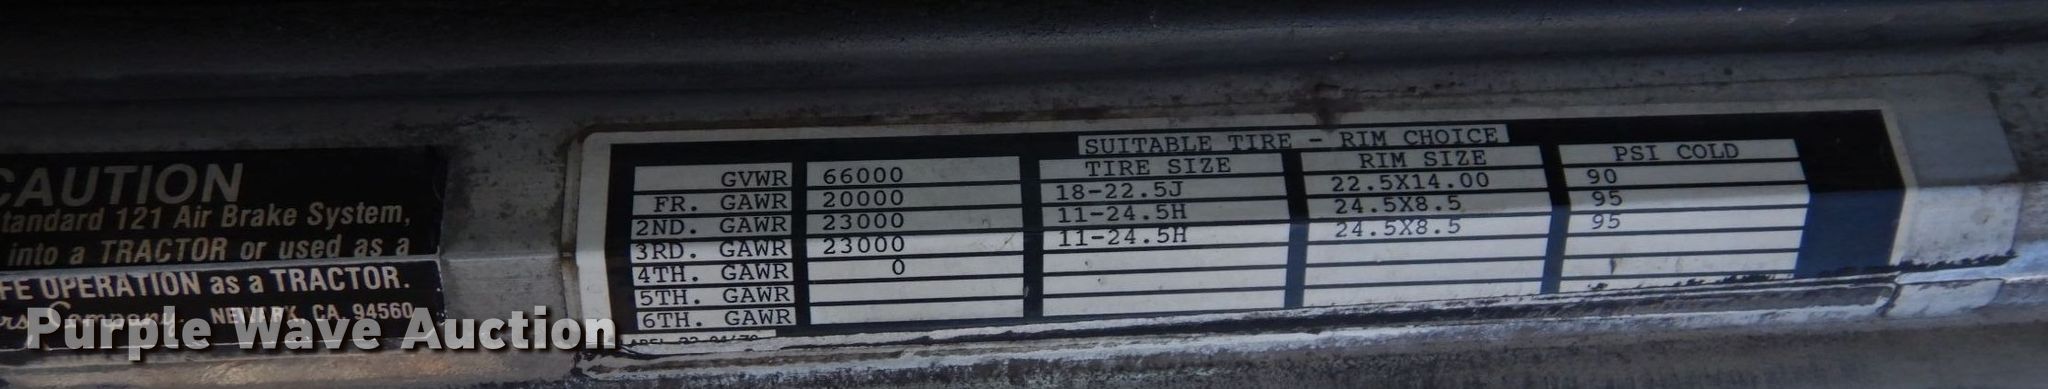 CAUTION
tandard 121 Air Brake System,
into a TRACTOR or used as a
FE OPERATION as a TRACTOR.
Company. NEWARK, CA. 94560
SUITABLE TIRE - RIM CHOICE
TIRE SIZE RIM SIZE PSI COLD
GVWR 66000
FR. GAWR 20000 18-22.5J 22.5X14.00 90
2ND. GAWR 23000 11-24.5H 24.5X8.5 95
3RD. GAWR 23000 11-24.5H 24.5X8.5 95
4TH. GAWR 0
5TH. GAWR
6TH. GAWR
Purple Wave Auction